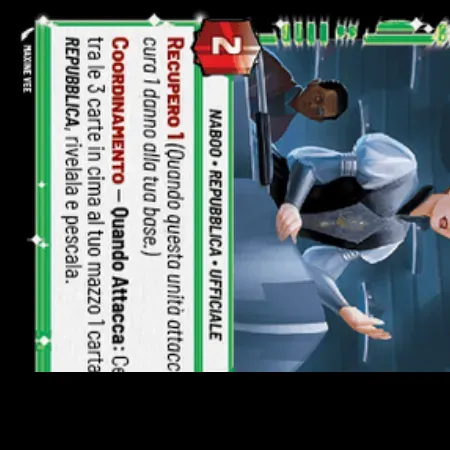 2
NABOO • REPUBBLICA • UFFICIALE
RECUPERO 1 (Quando questa unità attacc
cura 1 danno alla tua base.)
COORDINAMENTO – Quando Attacca: Ce
tra le 3 carte in cima al tuo mazzo 1 carta
REPUBBLICA, rivelala e pescala.
MAXINE VEE